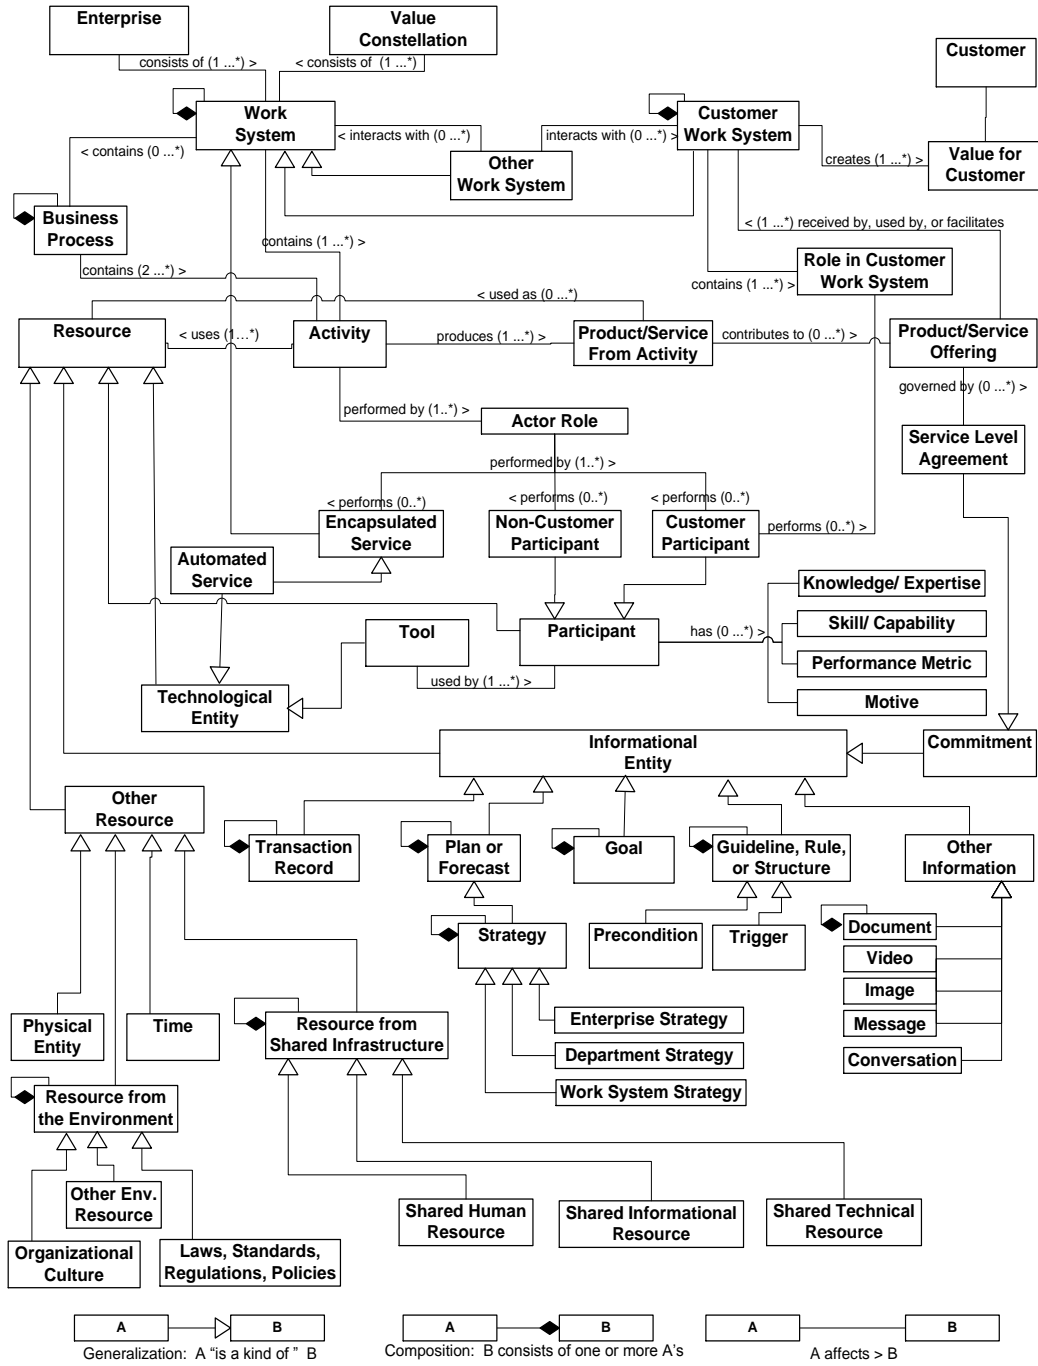 Enterprise
Value
Constellation
Customer
consists of (1 ...*) >
< consists of  (1 ...*)
Work
System
Customer
Work System
< interacts with (0 ...*)
interacts with (0 ...*) >
< contains (0 ...*)
Other
Work System
creates (1 ...*) >
Value for
Customer
Business
Process
< (1 ...*) received by, used by, or facilitates
contains (1 ...*) >
Role in Customer
Work System
contains (2 ...*) >
contains (1 ...*) >
< used as (0 ...*)
Resource
< uses (1...*)
Activity
produces (1 ...*) >
Product/Service
From Activity
contributes to (0 ...*) >
Product/Service
Offering
governed by (0 ...*) >
performed by (1..*) >
Actor Role
Service Level
Agreement
performed by (1..*) >
< performs (0..*)
< performs (0..*)
< performs (0..*)
Encapsulated
Service
Non-Customer
Participant
Customer
Participant
performs (0..*) >
Automated
Service
Knowledge/ Expertise
Tool
Participant
has (0 ...*) >
Skill/ Capability
Performance Metric
used by (1 ...*) >
Technological
Entity
Motive
Informational
Entity
Commitment
Other
Resource
Transaction
Record
Plan or
Forecast
Goal
Guideline, Rule,
or Structure
Other
Information
Strategy
Precondition
Trigger
Document
Video
Image
Message
Conversation
Physical
Entity
Time
Resource from
Shared Infrastructure
Enterprise Strategy
Department Strategy
Work System Strategy
Resource from
the Environment
Other Env.
Resource
Shared Human
Resource
Shared Informational
Resource
Shared Technical
Resource
Organizational
Culture
Laws, Standards,
Regulations, Policies
A
B
A
B
A
B
Generalization:  A “is a kind of ”  B
Composition:  B consists of one or more A's
A affects > B